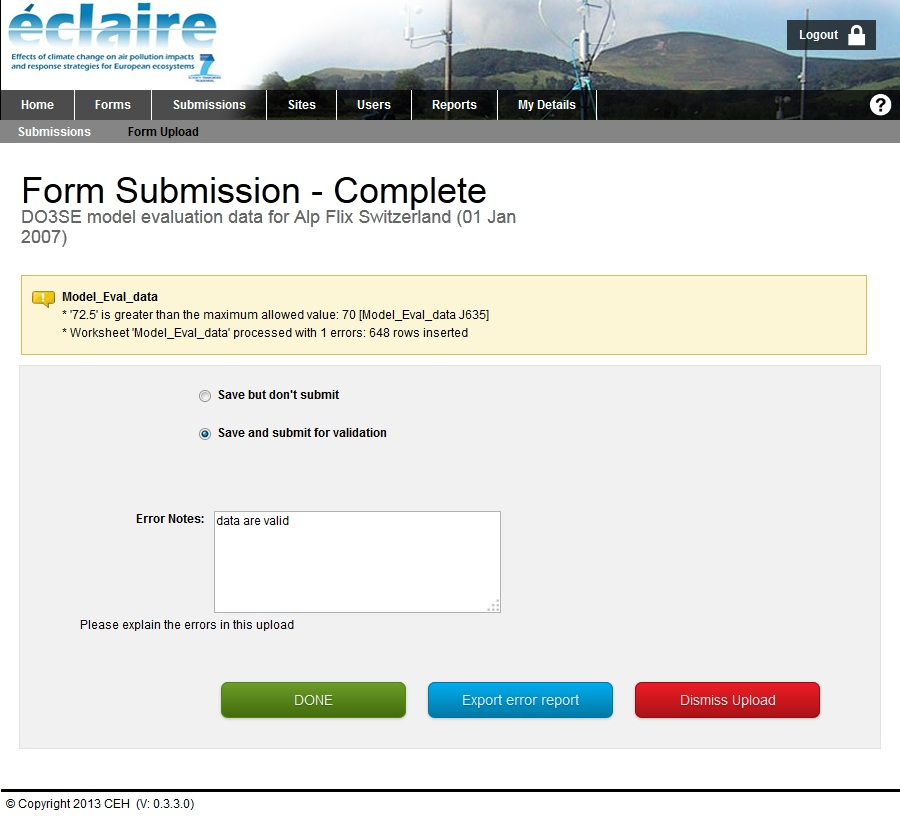 éclaire
Effects of climate change on air pollution impacts
and response strategies for European ecosystems
Logout
Home Forms Submissions Sites Users Reports My Details ?
Submissions Form Upload
Form Submission - Complete
DO3SE model evaluation data for Alp Flix Switzerland (01 Jan
2007)
Model_Eval_data
* '72.5' is greater than the maximum allowed value: 70 [Model_Eval_data J635]
* Worksheet 'Model_Eval_data' processed with 1 errors: 648 rows inserted
Save but don't submit
Save and submit for validation
Error Notes: data are valid
Please explain the errors in this upload
DONE Export error report Dismiss Upload
© Copyright 2013 CEH (V: 0.3.3.0)